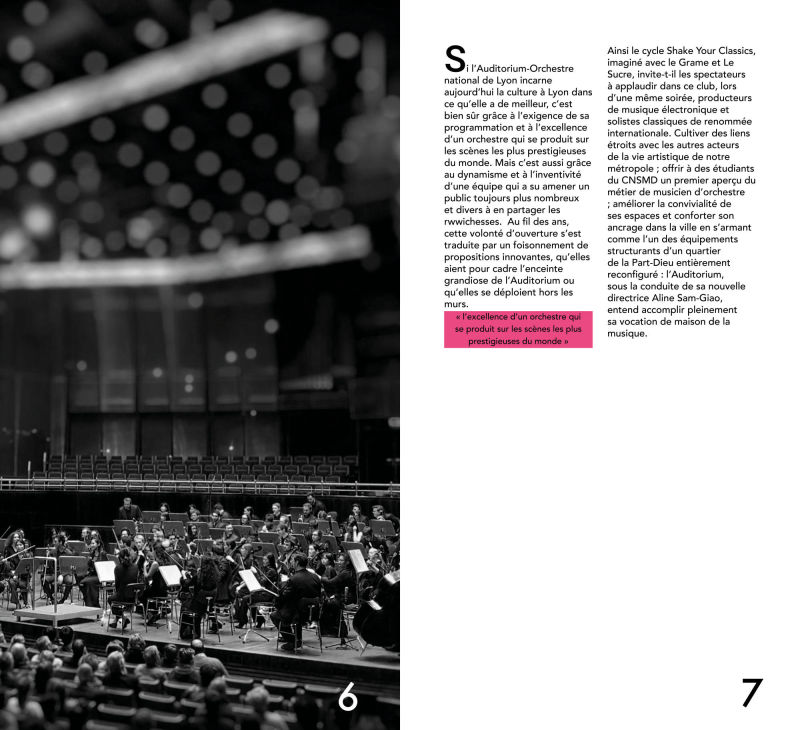 Si l'Auditorium-Orchestre
national de Lyon incarne
aujourd'hui la culture à Lyon dans
ce qu'elle a de meilleur, c'est
bien sûr grâce à l'exigence de sa
programmation et à l'excellence
d'un orchestre qui se produit sur
les scènes les plus prestigieuses
du monde. Mais c'est aussi grâce
au dynamisme et à l'inventivité
d'une équipe qui a su amener un
public toujours plus nombreux
et divers à en partager les
rwwichesses.  Au fil des ans,
cette volonté d'ouverture s'est
traduite par un foisonnement de
propositions innovantes, qu'elles
aient pour cadre l'enceinte
grandiose de l'Auditorium ou
qu'elles se déploient hors les
murs.
« l'excellence d'un orchestre qui
se produit sur les scènes les plus
prestigieuses du monde »
Ainsi le cycle Shake Your Classics,
imaginé avec le Grame et Le
Sucre, invite-t-il les spectateurs
à applaudir dans ce club, lors
d'une même soirée, producteurs
de musique électronique et
solistes classiques de renommée
internationale. Cultiver des liens
étroits avec les autres acteurs
de la vie artistique de notre
métropole ; offrir à des étudiants
du CNSMD un premier aperçu du
métier de musicien d'orchestre
; améliorer la convivialité de
ses espaces et conforter son
ancrage dans la ville en s'armant
comme l'un des équipements
structurants d'un quartier
de la Part-Dieu entièrement
reconfiguré : l'Auditorium,
sous la conduite de sa nouvelle
directrice Aline Sam-Giao,
entend accomplir pleinement
sa vocation de maison de la
musique.
6
7